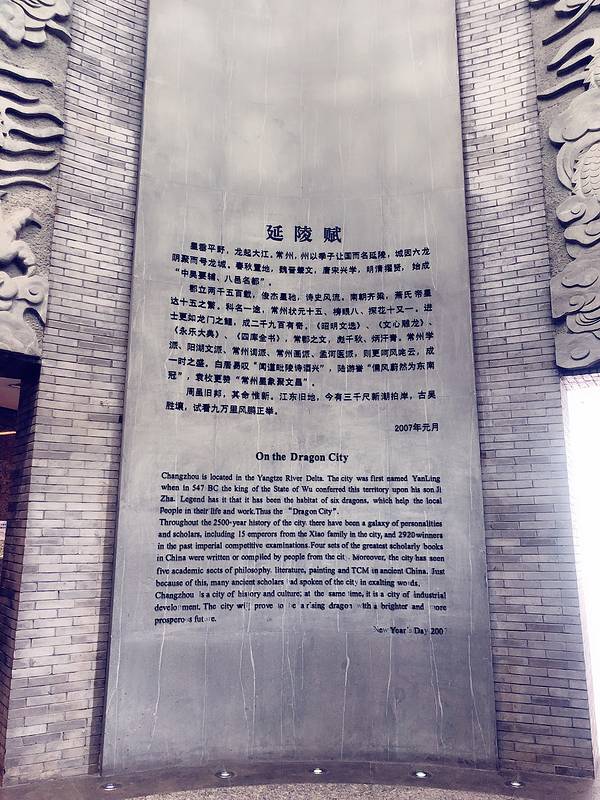 延陵赋
星垂平野，龙起大江。常州，州以季子让国而名延陵，城因六龙
阴聚而号龙城。春秋置地，魏晋肇文，唐宋兴学，明清擢贤，始成
“中吴要辅、八邑名都”。
郡立两千五百载，俊杰星驰，诗史风流。南朝齐梁，萧氏帝星
达十五之繁，科名一途，常州状元十五、榜眼八、探花十又一。进
士更如龙门之鲤，成二千九百有奇。《昭明文选》、《文心雕龙》、
《永乐大典》、《四库全书》，常郡之文，彪千秋，炳汗青。常州学
派、阳湖文派、常州词派、常州画派、孟河医派，则更呵风咤云，成
一时之盛。白居易叹“闻道毗陵诗酒兴”，陆游誉“儒风蔚然为东南
冠”，袁枚更赞“常州星象聚文昌”。
周虽旧邦，其命惟新。江东旧地，今有三千尺新潮拍岸，古吴
胜壤，试看九万里风鹏正举。
2007年元月
On the Dragon City
Changzhou is located in the Yangtze River Delta. The city was first named YanLing
when in 547 BC the king of the State of Wu conferred this territory upon his son Ji
Zha. Legend has it that it has been the habitat of six dragons, which help the local
People in their life and work.Thus the “Dragon City”.
Throughout the 2500-year history of the city there have been a galaxy of personalities
and scholars, including 15 emperors from the Xiao family in the city, and 2920winners
in the past imperial competitive examinations.Four sets of the greatest scholarly books
in China were written or compiled by people from the city. Moreover, the city has seen
five academic sects of philosophy, literature, painting and TCM in ancient China. Just
because of this, many ancient scholars had spoken of the city in exalting words.
Changzhou is a city of history and culture; at the same time, it is a city of industrial
development. The city will prove to be a rising dragon with a brighter and more
prosperous future.
New Year's Day 2007